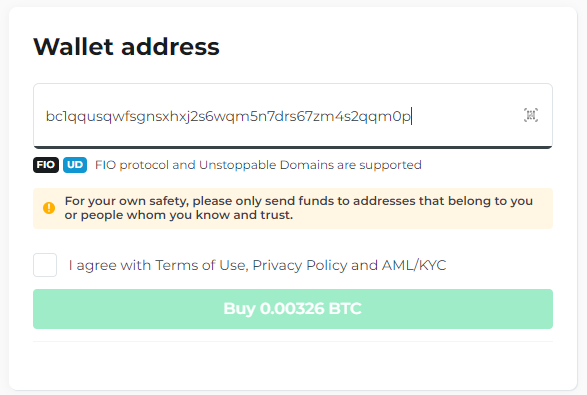 Wallet address
bc1qqusqwfsgnsxhxj2s6wqm5n7drs67zm4s2qqm0p
FIO UD FIO protocol and Unstoppable Domains are supported
For your own safety, please only send funds to addresses that belong to you
or people whom you know and trust.
I agree with Terms of Use, Privacy Policy and AML/KYC
Buy 0.00326 BTC